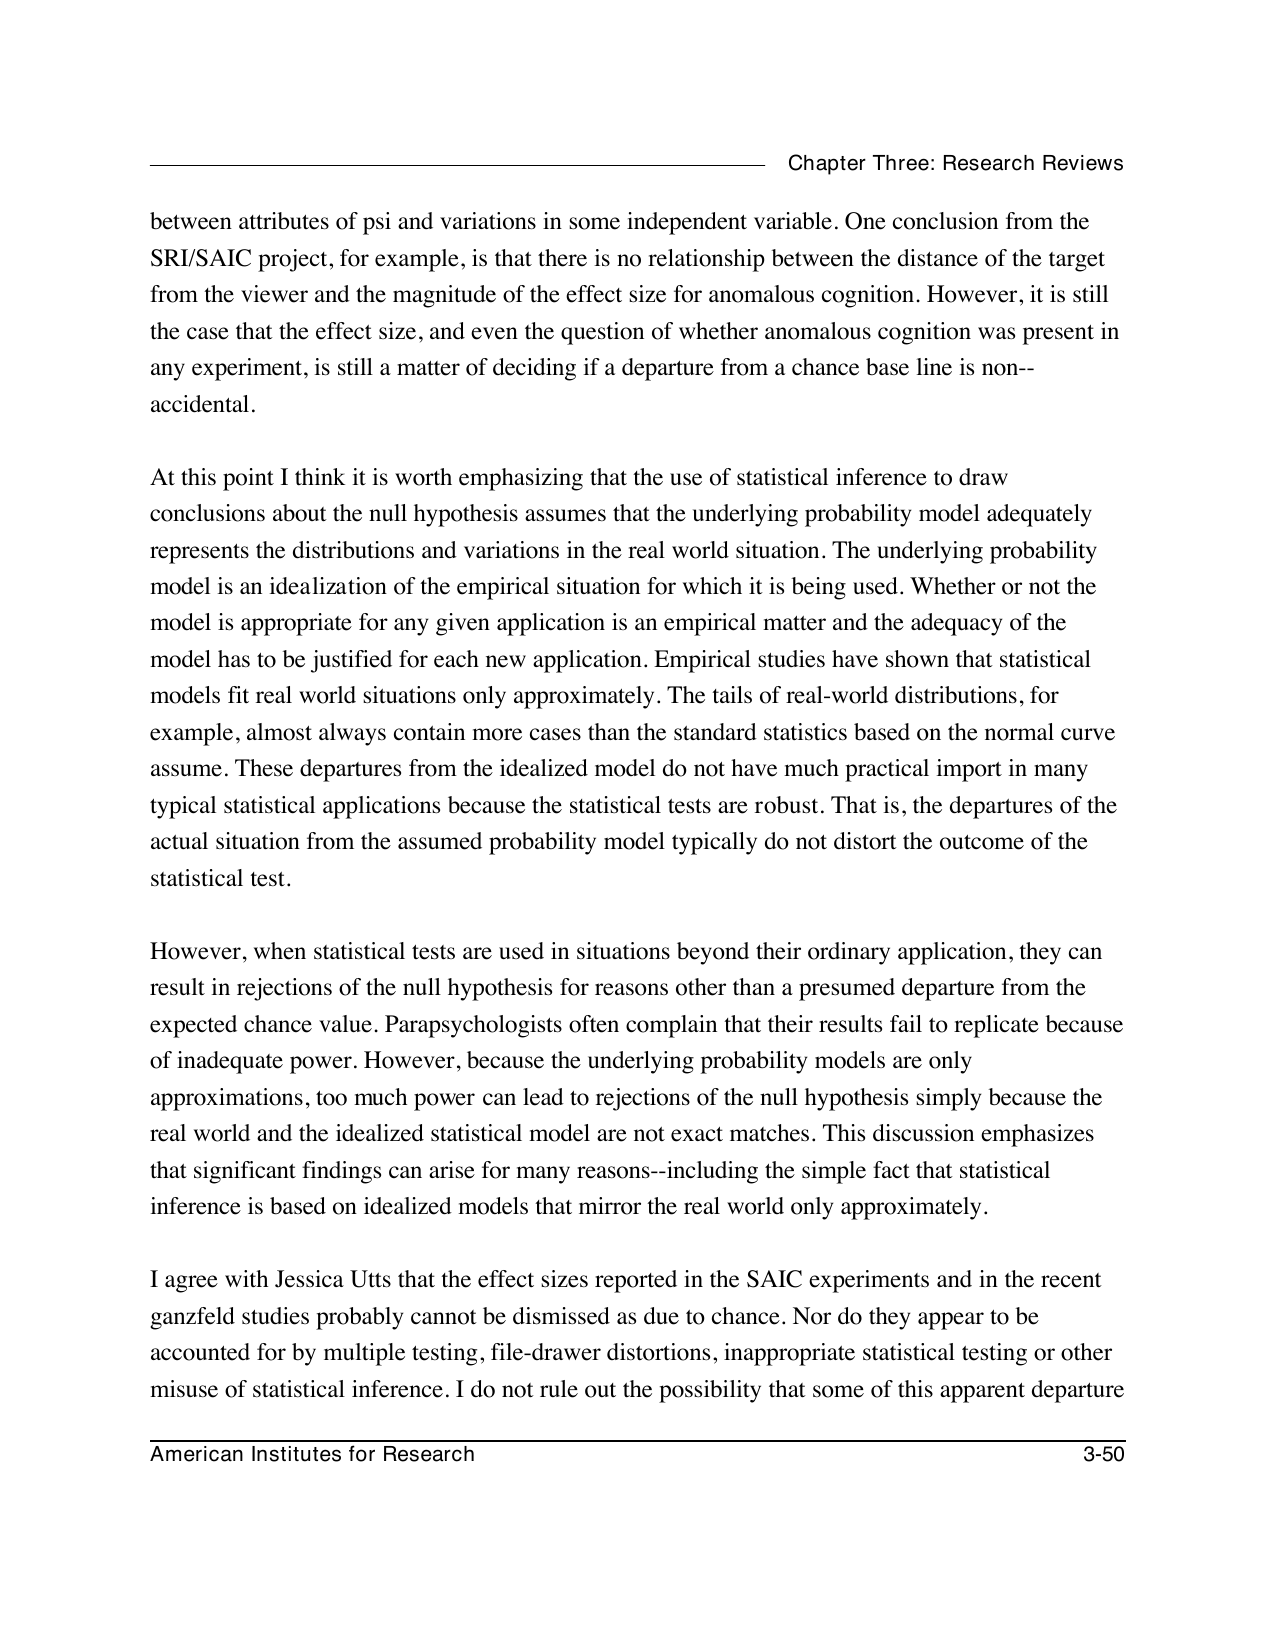 Chapter Three: Research Reviews
between attributes of psi and variations in some independent variable. One conclusion from the
SRI/SAIC project, for example, is that there is no relationship between the distance of the target
from the viewer and the magnitude of the effect size for anomalous cognition. However, it is still
the case that the effect size, and even the question of whether anomalous cognition was present in
any experiment, is still a matter of deciding if a departure from a chance base line is non--
accidental.
At this point I think it is worth emphasizing that the use of statistical inference to draw
conclusions about the null hypothesis assumes that the underlying probability model adequately
represents the distributions and variations in the real world situation. The underlying probability
model is an idealization of the empirical situation for which it is being used. Whether or not the
model is appropriate for any given application is an empirical matter and the adequacy of the
model has to be justified for each new application. Empirical studies have shown that statistical
models fit real world situations only approximately. The tails of real-world distributions, for
example, almost always contain more cases than the standard statistics based on the normal curve
assume. These departures from the idealized model do not have much practical import in many
typical statistical applications because the statistical tests are robust. That is, the departures of the
actual situation from the assumed probability model typically do not distort the outcome of the
statistical test.
However, when statistical tests are used in situations beyond their ordinary application, they can
result in rejections of the null hypothesis for reasons other than a presumed departure from the
expected chance value. Parapsychologists often complain that their results fail to replicate because
of inadequate power. However, because the underlying probability models are only
approximations, too much power can lead to rejections of the null hypothesis simply because the
real world and the idealized statistical model are not exact matches. This discussion emphasizes
that significant findings can arise for many reasons--including the simple fact that statistical
inference is based on idealized models that mirror the real world only approximately.
I agree with Jessica Utts that the effect sizes reported in the SAIC experiments and in the recent
ganzfeld studies probably cannot be dismissed as due to chance. Nor do they appear to be
accounted for by multiple testing, file-drawer distortions, inappropriate statistical testing or other
misuse of statistical inference. I do not rule out the possibility that some of this apparent departure
American Institutes for Research 3-50